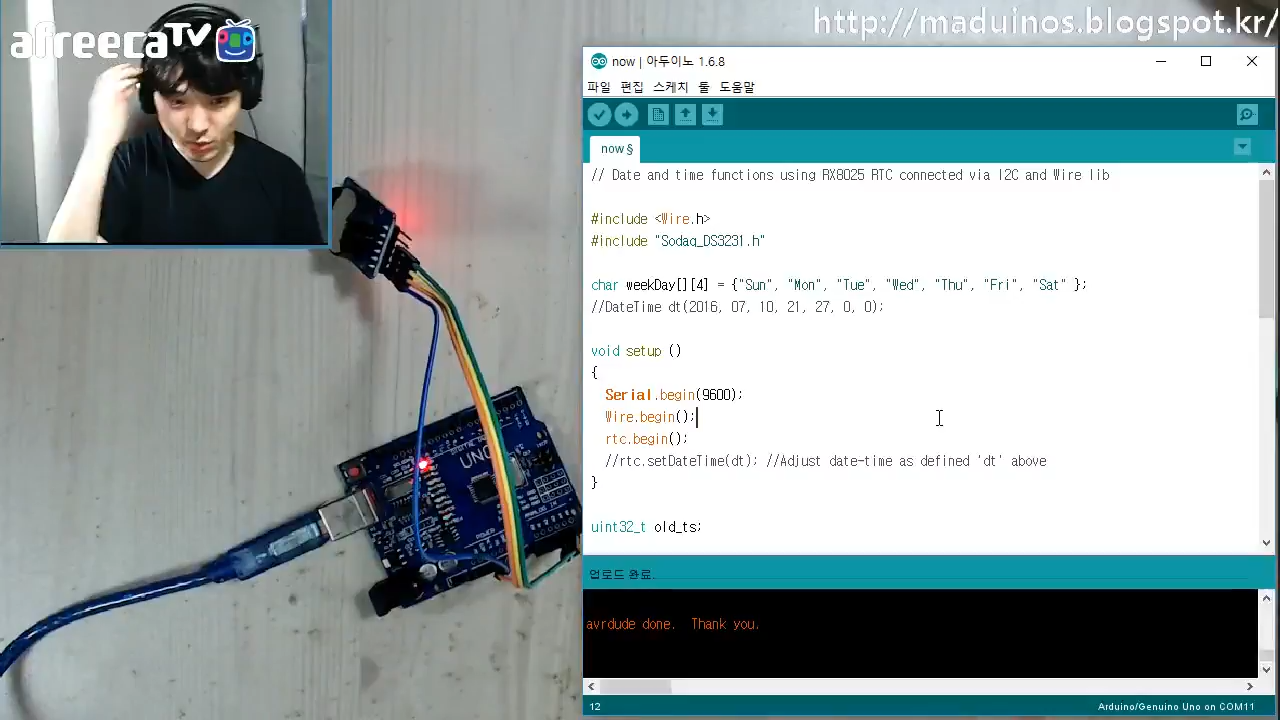 afreecaTV
http://maduinos.blogspot.kr/
now | 아두이노 1.6.8
파일 편집 스케치 툴 도움말
now §
// Date and time functions using RX8025 RTC connected via I2C and Wire lib
#include <Wire.h>
#include "Sodaq_DS3231.h"
char weekDay[][4] = {"Sun", "Mon", "Tue", "Wed", "Thu", "Fri", "Sat" };
//DateTime dt(2016, 07, 10, 21, 27, 0, 0);
void setup ()
{
Serial.begin(9600);
Wire.begin();
rtc.begin();
//rtc.setDateTime(dt); //Adjust date-time as defined 'dt' above
}
uint32_t old_ts;
업로드 완료.
avrdude done.  Thank you.
12
Arduino/Genuino Uno on COM11
UNO